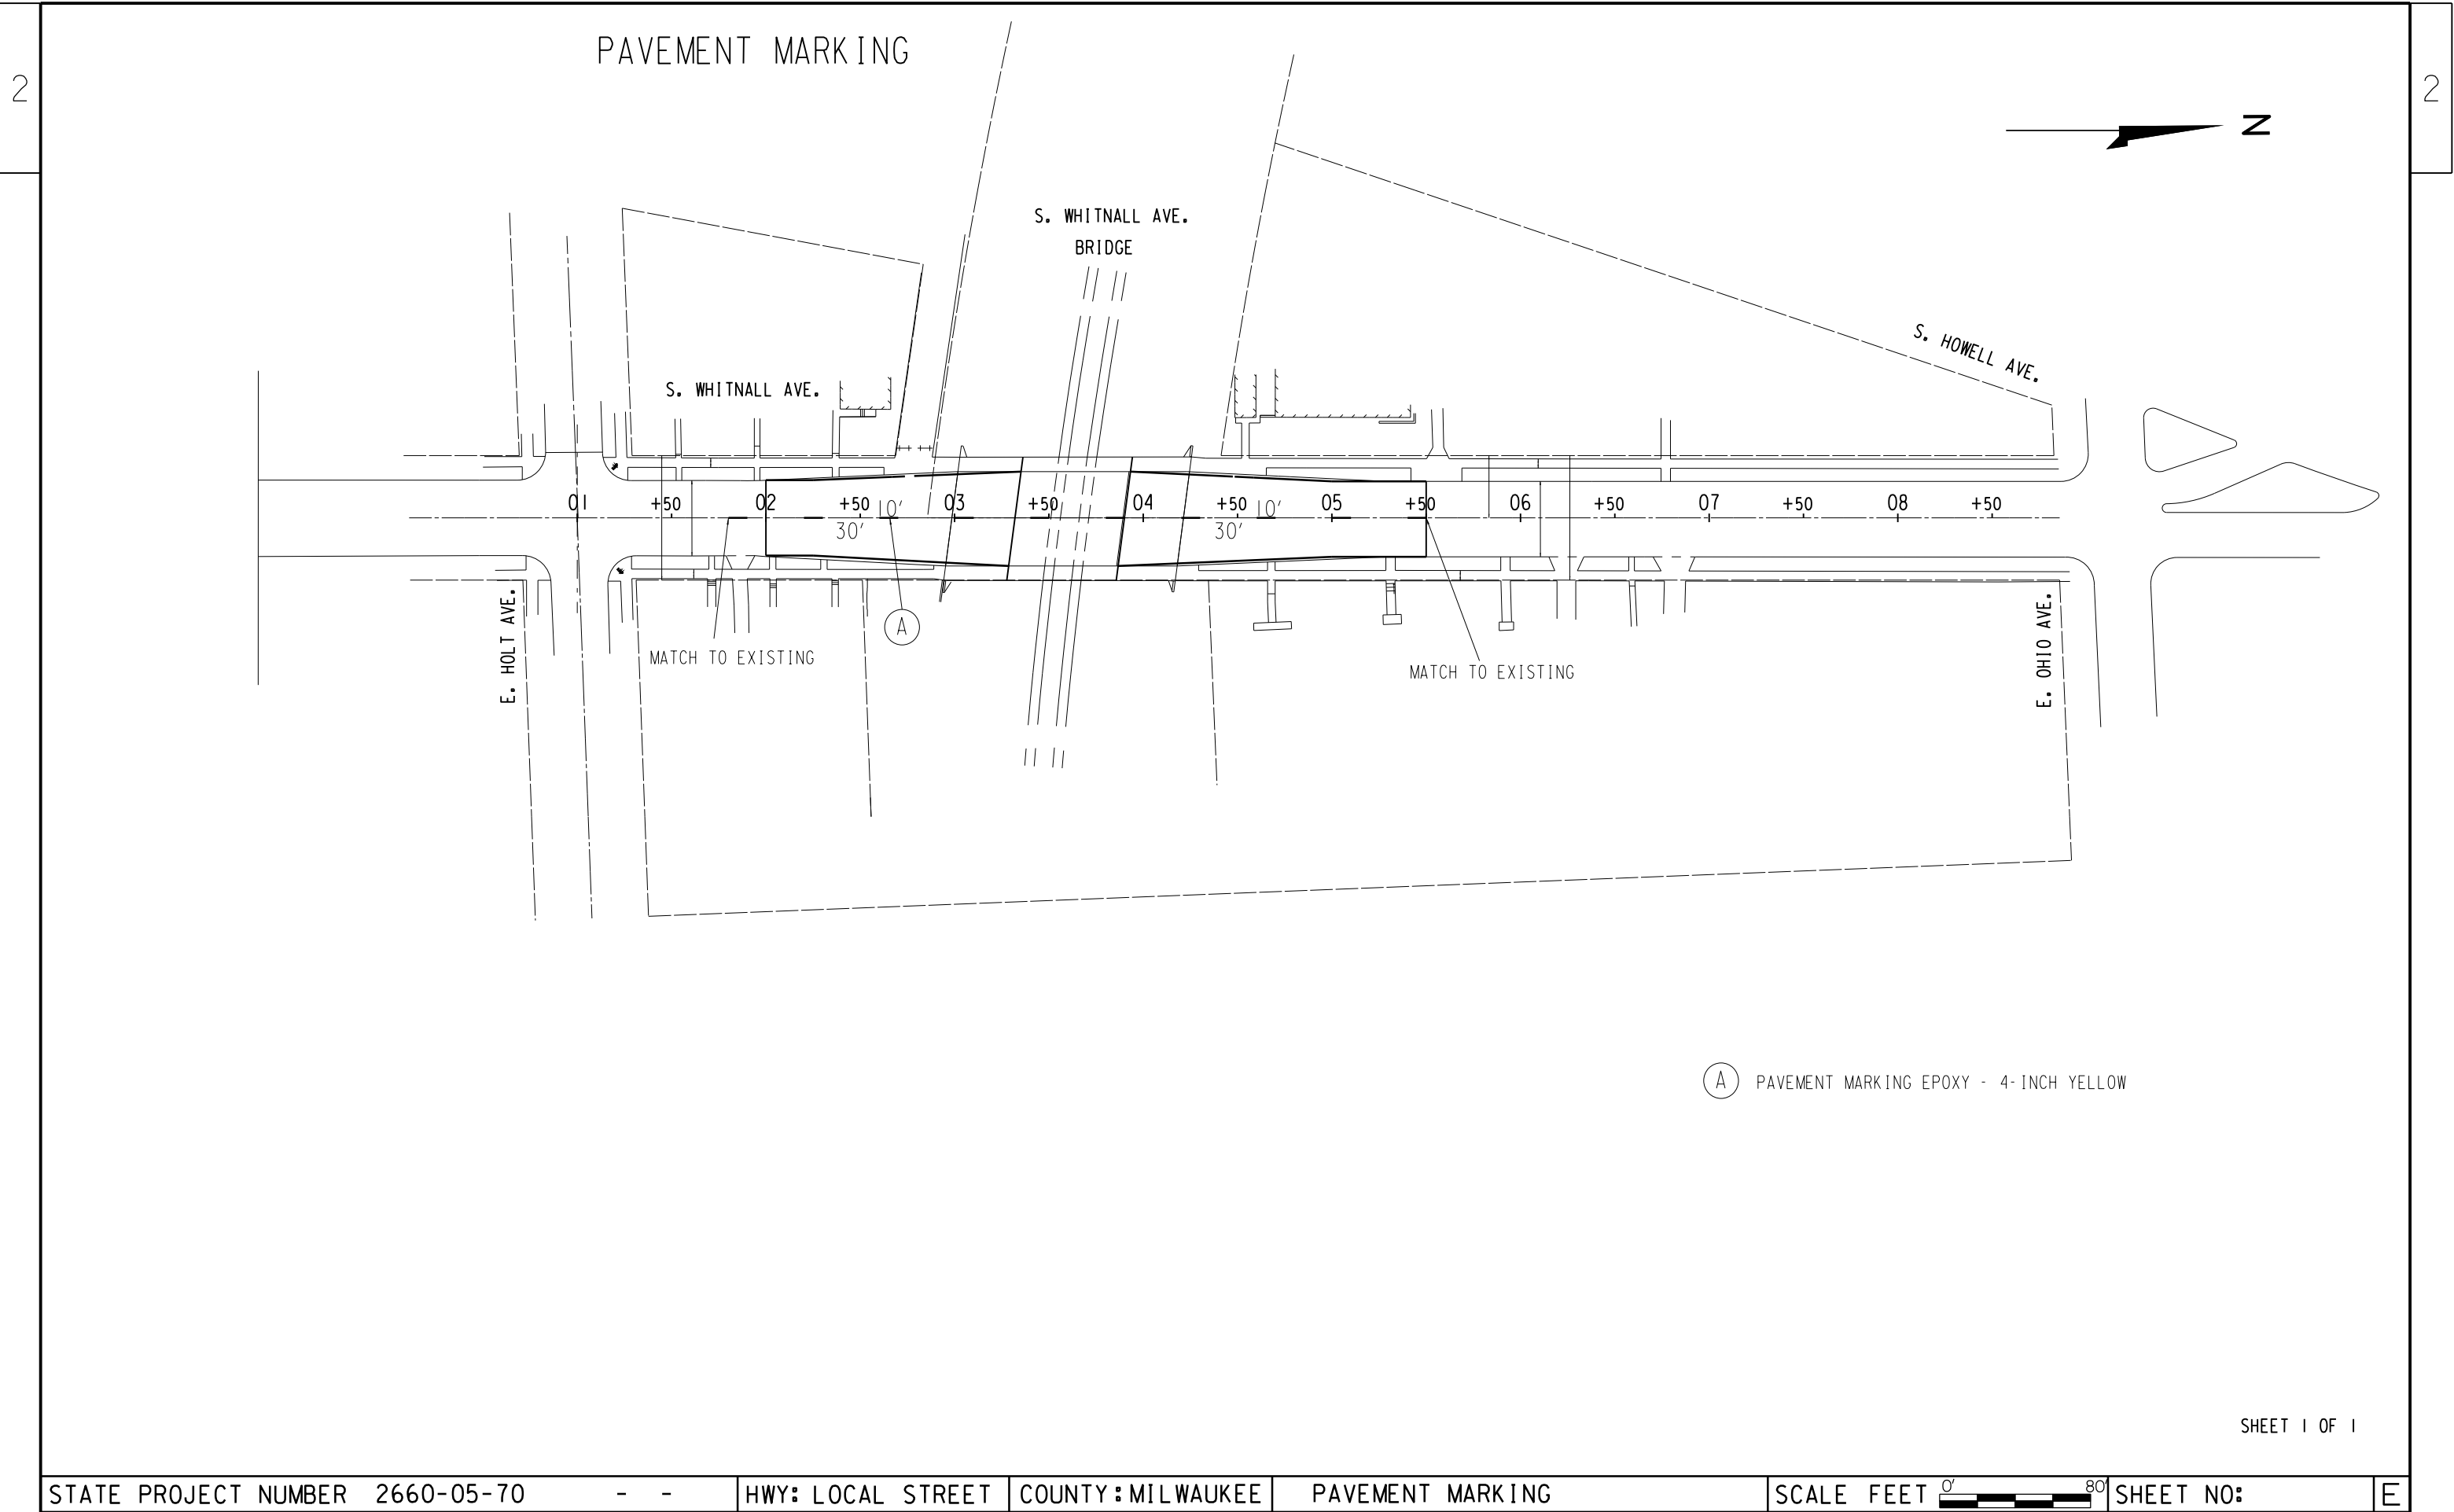 PAVEMENT MARKING
2
2
N
S. WHITNALL AVE.
BRIDGE
S. HOWELL AVE.
S. WHITNALL AVE.
01 +50 02 +50 03 +50 04 +50 05 +50 06 +50 07 +50 08 +50
10'
10'
30'
30'
E. HOLT AVE.
A
MATCH TO EXISTING
MATCH TO EXISTING
E. OHIO AVE.
A PAVEMENT MARKING EPOXY - 4-INCH YELLOW
SHEET 1 OF 1
STATE PROJECT NUMBER 2660-05-70 - - HWY: LOCAL STREET COUNTY: MILWAUKEE PAVEMENT MARKING SCALE FEET 0' 80' SHEET NO: E